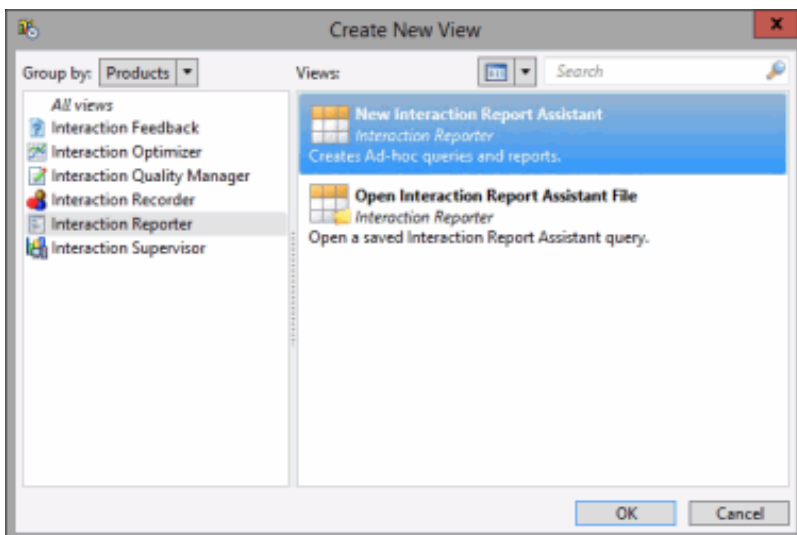 Create New View
x
Group by: Products
Views:
Search
All views
Interaction Feedback
Interaction Optimizer
Interaction Quality Manager
Interaction Recorder
Interaction Reporter
Interaction Supervisor
New Interaction Report Assistant
Interaction Reporter
Creates Ad-hoc queries and reports.
Open Interaction Report Assistant File
Interaction Reporter
Open a saved Interaction Report Assistant query.
OK
Cancel